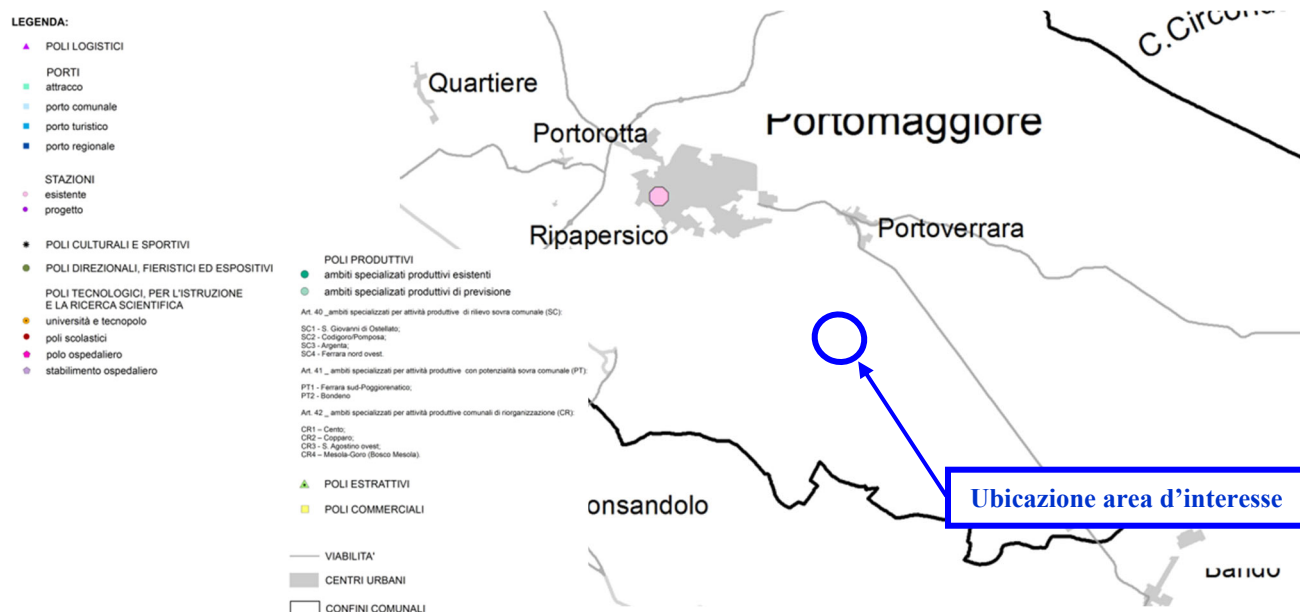 LEGENDA:
POLI LOGISTICI
PORTI
attracco
porto comunale
porto turistico
porto regionale
STAZIONI
esistente
progetto
POLI CULTURALI E SPORTIVI
POLI DIREZIONALI, FIERISTICI ED ESPOSITIVI
POLI TECNOLOGICI, PER L'ISTRUZIONE
E LA RICERCA SCIENTIFICA
università e tecnopolo
poli scolastici
polo ospedaliero
stabilimento ospedaliero
POLI PRODUTTIVI
ambiti specializzati produttivi esistenti
ambiti specializzati produttivi di previsione
Art. 40 _ambiti specializzati per attività produttive di rilievo sovra comunale (SC):
SC1 - S. Giovanni di Ostellato;
SC2 - Codigoro/Pomposa;
SC3 - Argenta;
SC4 - Ferrara nord ovest.
Art. 41 _ ambiti specializzati per attività produttive con potenzialità sovra comunale (PT):
PT1 - Ferrara sud-Poggiorenatico;
PT2 - Bondeno
Art. 42 _ ambiti specializzati per attività produttive comunali di riorganizzazione (CR):
CR1 – Cento;
CR2 – Copparo;
CR3 - S. Agostino ovest;
CR4 – Mesola-Goro (Bosco Mesola).
POLI ESTRATTIVI
POLI COMMERCIALI
VIABILITA'
CENTRI URBANI
CONFINI COMUNALI
C.Circond
Quartiere
Portomaggiore
Portorotta
Portoverrara
Ripapersico
onsandolo
Ubicazione area d'interesse
Bando